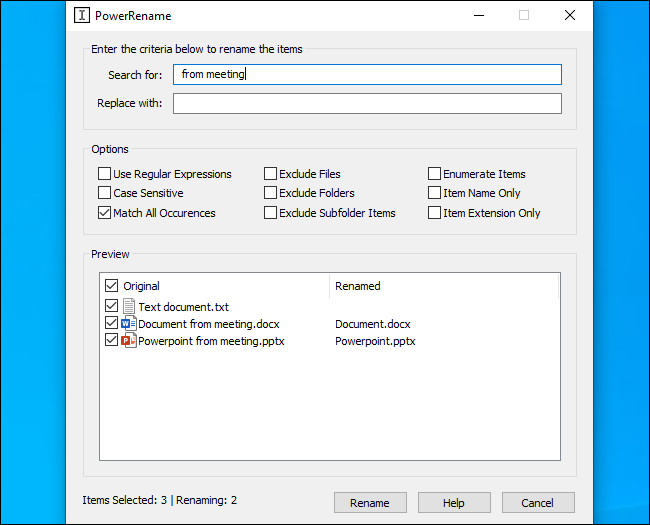 PowerRename
Enter the criteria below to rename the items
Search for: from meeting
Replace with:
Options
Use Regular Expressions Exclude Files Enumerate Items
Case Sensitive Exclude Folders Item Name Only
Match All Occurences Exclude Subfolder Items Item Extension Only
Preview
Original Renamed
Text document.txt
Document from meeting.docx Document.docx
Powerpoint from meeting.pptx Powerpoint.pptx
Items Selected: 3 | Renaming: 2 Rename Help Cancel